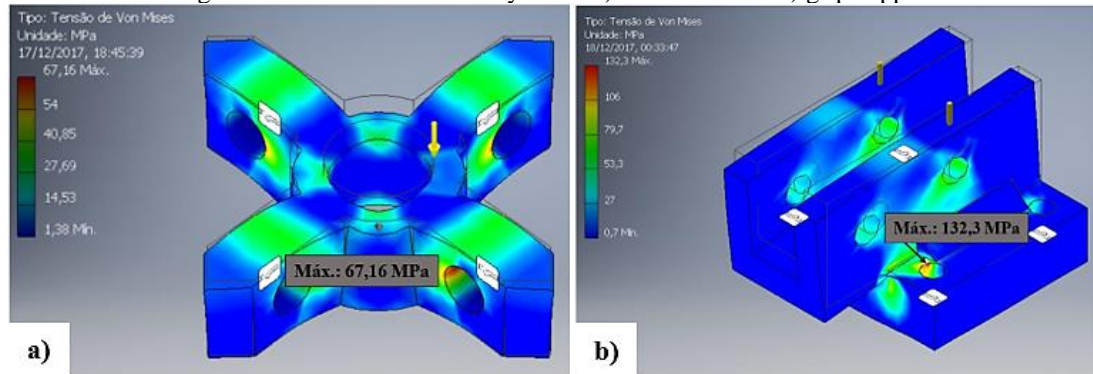 Tipo: Tensão de Von Mises
Unidade: MPa
17/12/2017, 18:45:39
67,16 Máx.
54
40,85
27,69
14,53
1,38 Mín.
Máx.: 67,16 MPa
a)
Tipo: Tensão de Von Mises
Unidade: MPa
18/12/2017, 00:33:47
132,3 Máx.
106
79,7
53,3
27
0,7 Mín.
Máx.: 132,3 MPa
b)